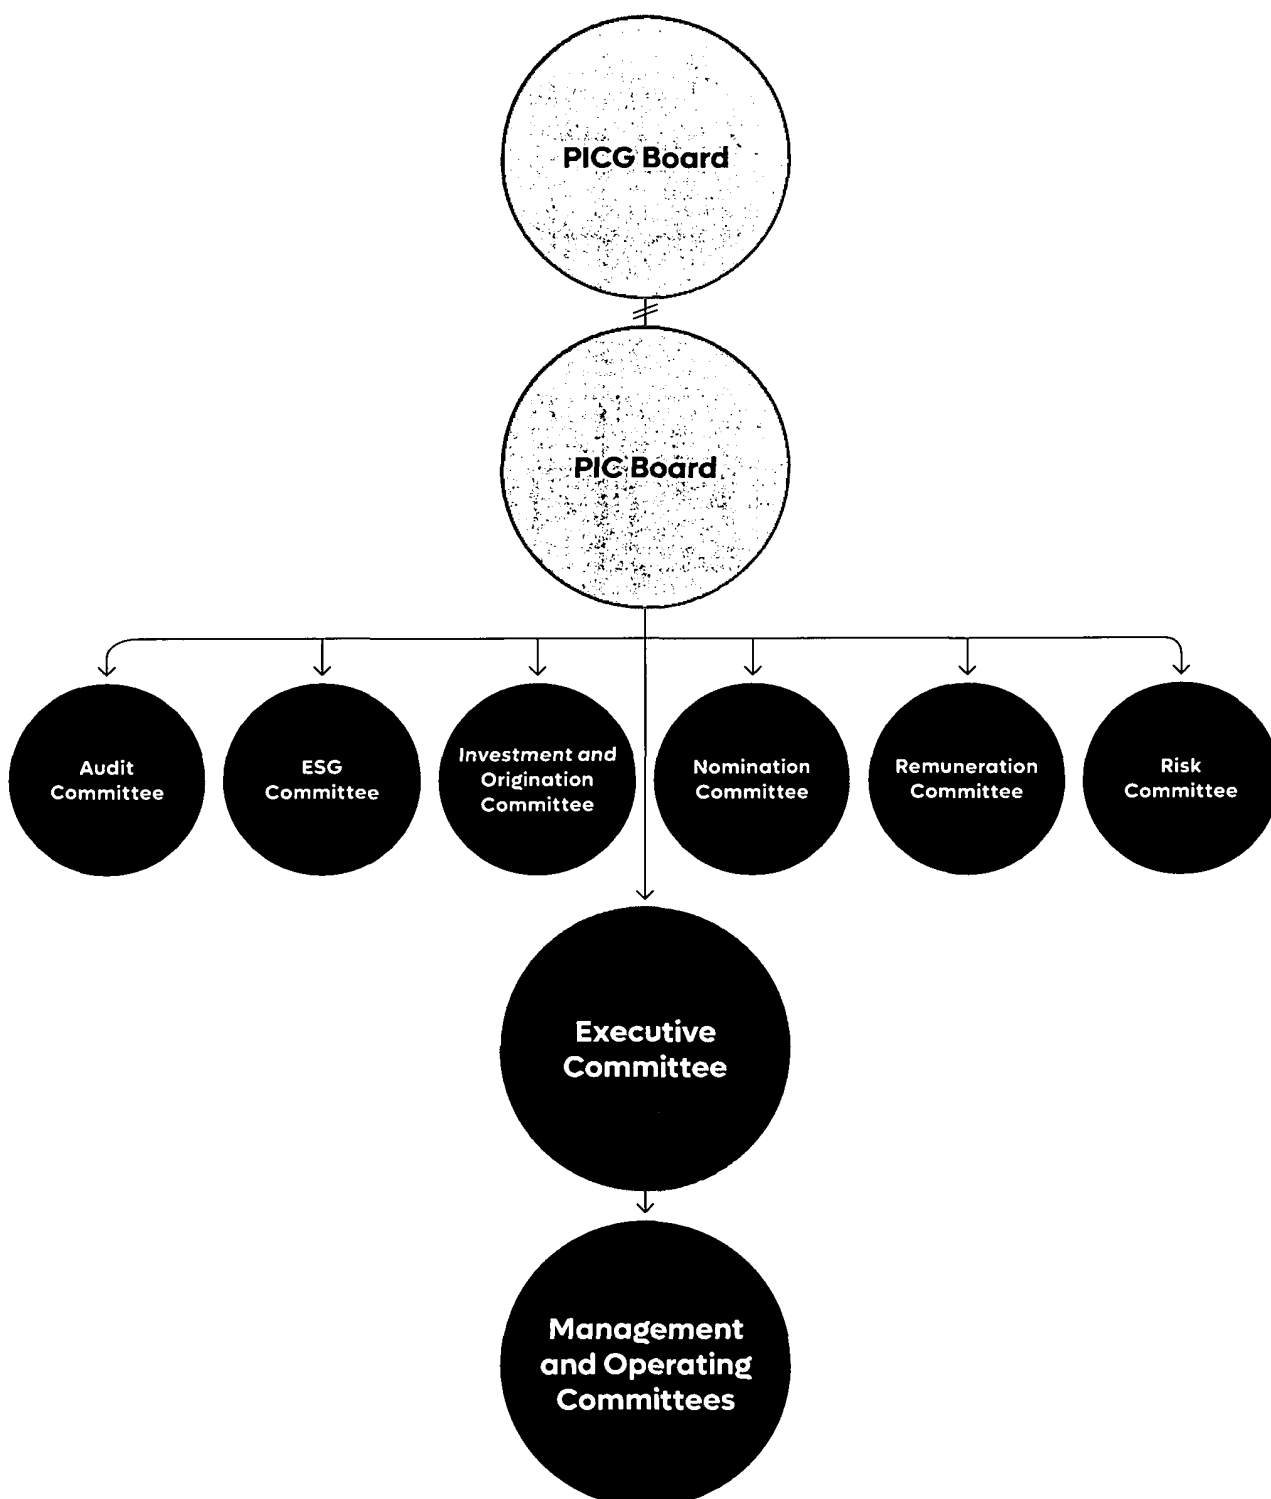 PICG Board
PIC Board
Audit
Committee
ESG
Committee
Investment and
Origination
Committee
Nomination
Committee
Remuneration
Committee
Risk
Committee
Executive
Committee
Management
and Operating
Committees